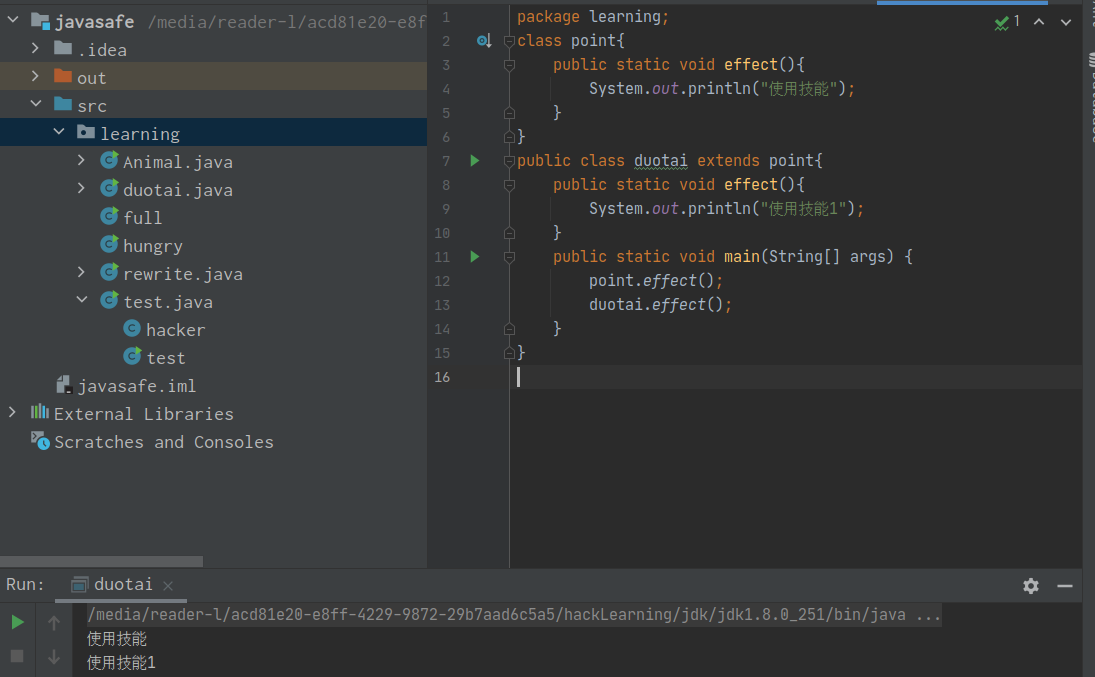 javasafe /media/reader-l/acd81e20-e8f
.idea
out
src
learning
Animal.java
duotai.java
full
hungry
rewrite.java
test.java
hacker
test
javasafe.iml
External Libraries
Scratches and Consoles
1 package learning;
2 class point{
3 public static void effect(){
4 System.out.println("使用技能");
5 }
6 }
7 public class duotai extends point{
8 public static void effect(){
9 System.out.println("使用技能1");
10 }
11 public static void main(String[] args) {
12 point.effect();
13 duotai.effect();
14 }
15 }
16
1
Run: duotai
/media/reader-l/acd81e20-e8ff-4229-9872-29b7aad6c5a5/hackLearning/jdk/jdk1.8.0_251/bin/java ...
使用技能
使用技能1